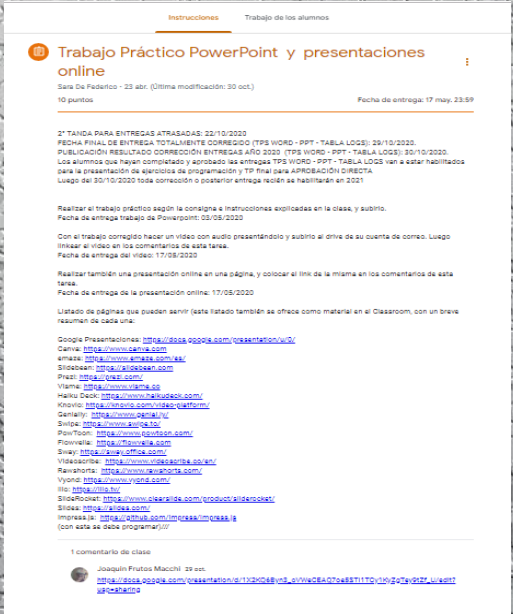 Instrucciones
Trabajo de los alumnos
Trabajo Práctico PowerPoint y presentaciones
online
Sara De Federico - 23 abr. (Última modificación: 30 oct.)
10 puntos
Fecha de entrega: 17 may. 23:59
2° TANDA PARA ENTREGAS ATRASADAS: 22/10/2020
FECHA FINAL DE ENTREGA TOTALMENTE CORREGIDO (TPS WORD - PPT - TABLA LOGS): 29/10/2020.
PUBLICACIÓN RESULTADO CORRECCIÓN ENTREGAS AÑO 2020 (TPS WORD - PPT - TABLA LOGS): 30/10/2020.
Los alumnos que hayan completado y aprobado las entregas TPS WORD - PPT - TABLA LOGS van a estar habilitados
para la presentación de ejercicios de programación y TP final para APROBACIÓN DIRECTA
Luego del 30/10/2020 toda corrección o posterior entrega recién se habilitarán en 2021
Realizar el trabajo práctico según la consigna e instrucciones explicadas en la clase, y subirlo.
Fecha de entrega trabajo de Powerpoint: 03/05/2020
Con el trabajo corregido hacer un video con audio presentándolo y subirlo al drive de su cuenta de correo. Luego
linkear el video en los comentarios de esta tarea.
Fecha de entrega del video: 17/05/2020
Realizar también una presentación online en una página, y colocar el link de la misma en los comentarios de esta
tarea.
Fecha de entrega de la presentación online: 17/05/2020
Listado de páginas que pueden servir (este listado también se ofrece como material en el Classroom, con un breve
resumen de cada una:
Google Presentaciones: https://docs.google.com/presentation/u/0/
Canva: https://www.canva.com
emaze: https://www.emaze.com/es/
Slidebean: https://slidebean.com
Prezi: https://prezi.com/
Visme: https://www.visme.co
Haiku Deck: https://www.haikudeck.com/
Knovio: https://knovio.com/video-platform/
Genially: https://www.genial.ly/
Swipe: https://www.swipe.to/
PowToon: https://www.powtoon.com/
Flowvella: https://flowvella.com
Sway: https://sway.office.com/
Videoscribe: https://www.videoscribe.co/en/
Rawshorts: https://www.rawshorts.com/
Vyond: https://www.vyond.com/
Iilo: https://iilo.tv/
SlideRocket: https://www.clearslide.com/product/sliderocket/
Slides: https://slides.com/
Impress.js: https://github.com/impress/impress.js
(con esta se debe programar)///
1 comentario de clase
Joaquin Frutos Macchi 29 oct.
usp=sharing